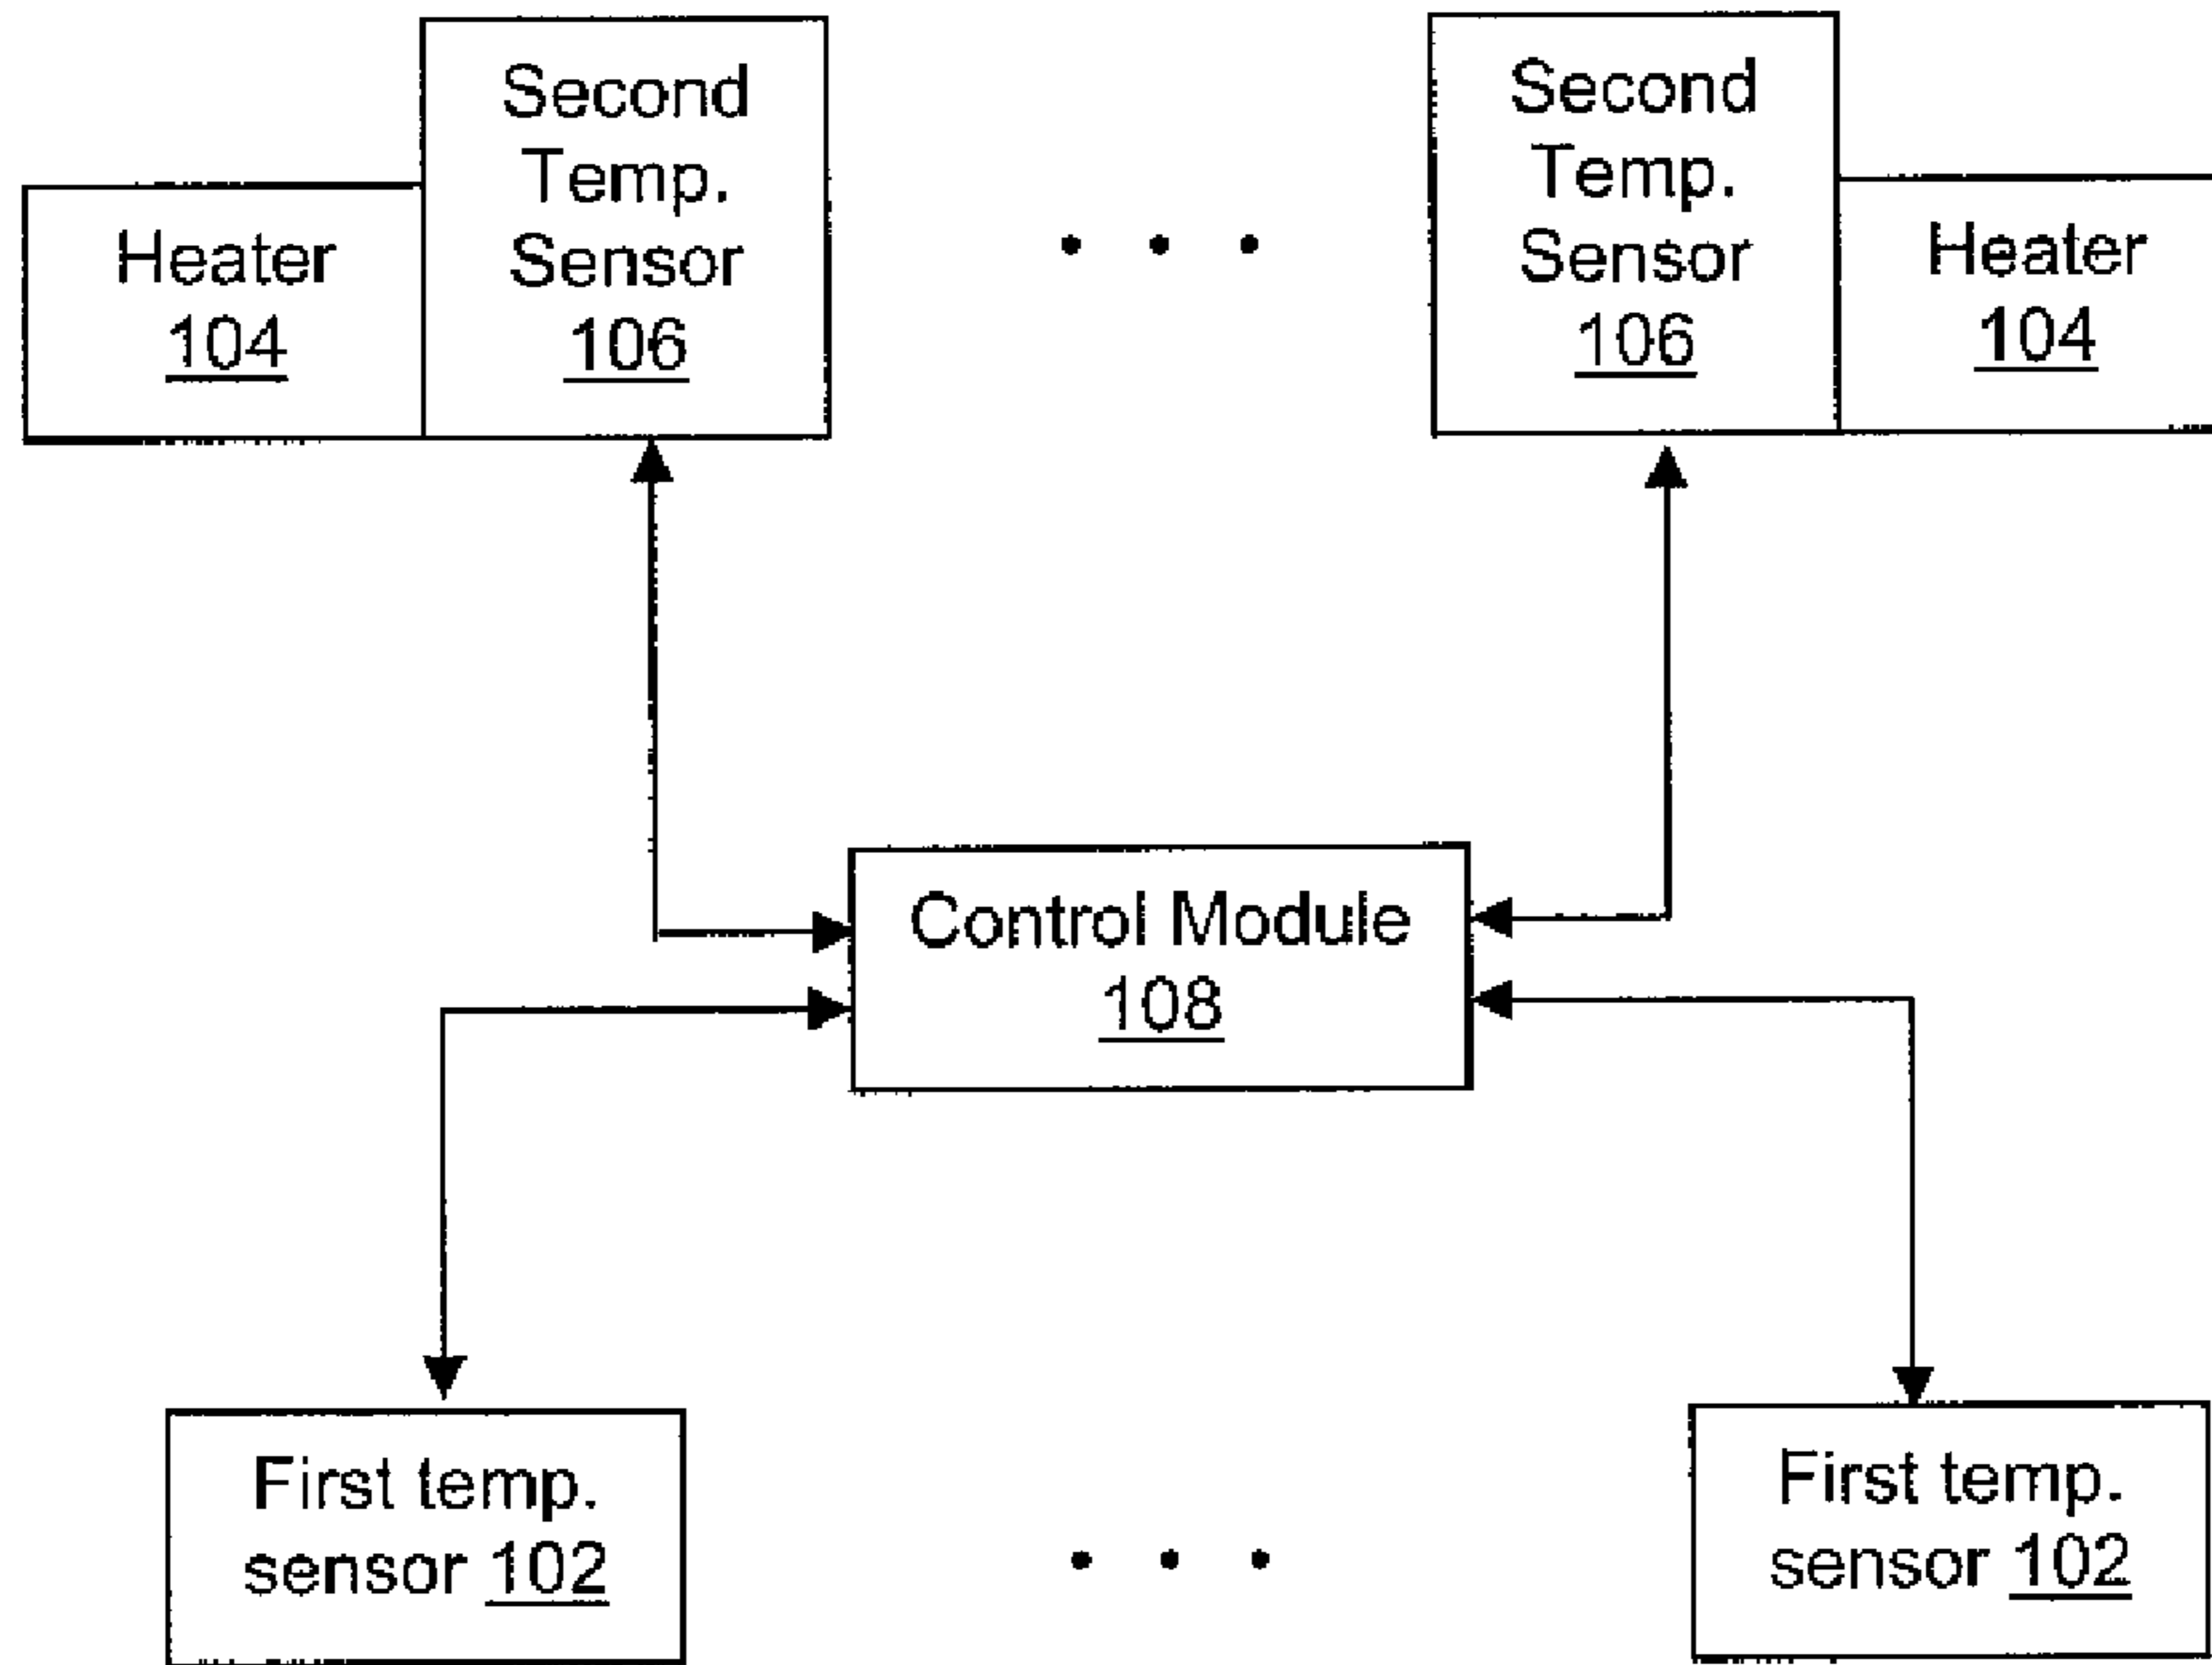 Heater
104
Second
Temp.
Sensor
106
Second
Temp.
Sensor
106
Heater
104
Control Module
108
First temp.
sensor 102
First temp.
sensor 102